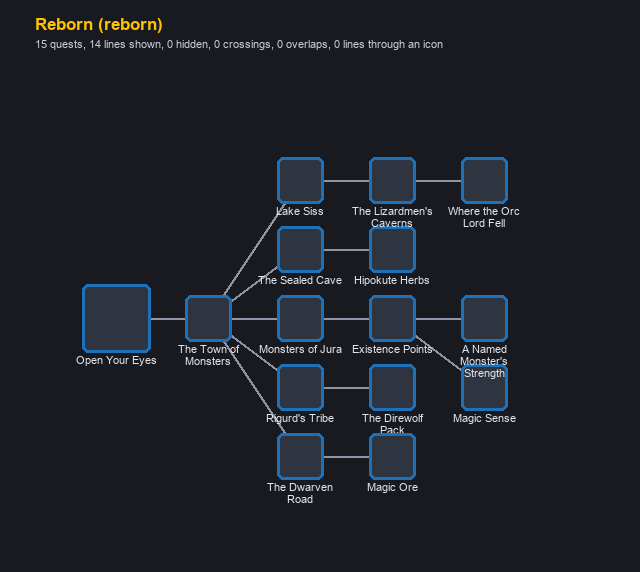 Reborn (reborn)
15 quests, 14 lines shown, 0 hidden, 0 crossings, 0 overlaps, 0 lines through an icon
Lake Siss
The Lizardmen's
Caverns
Where the Orc
Lord Fell
The Sealed Cave
Hipokute Herbs
Open Your Eyes
The Town of
Monsters
Monsters of Jura
Existence Points
A Named
Monster's
Strength
Rigurd's Tribe
The Direwolf
Pack
Magic Sense
The Dwarven
Road
Magic Ore